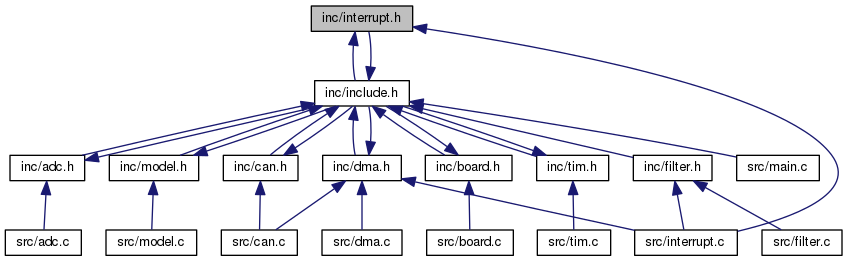 inc/interrupt.h
inc/include.h
inc/adc.h
inc/model.h
inc/can.h
inc/dma.h
inc/board.h
inc/tim.h
inc/filter.h
src/main.c
src/adc.c
src/model.c
src/can.c
src/dma.c
src/board.c
src/tim.c
src/interrupt.c
src/filter.c